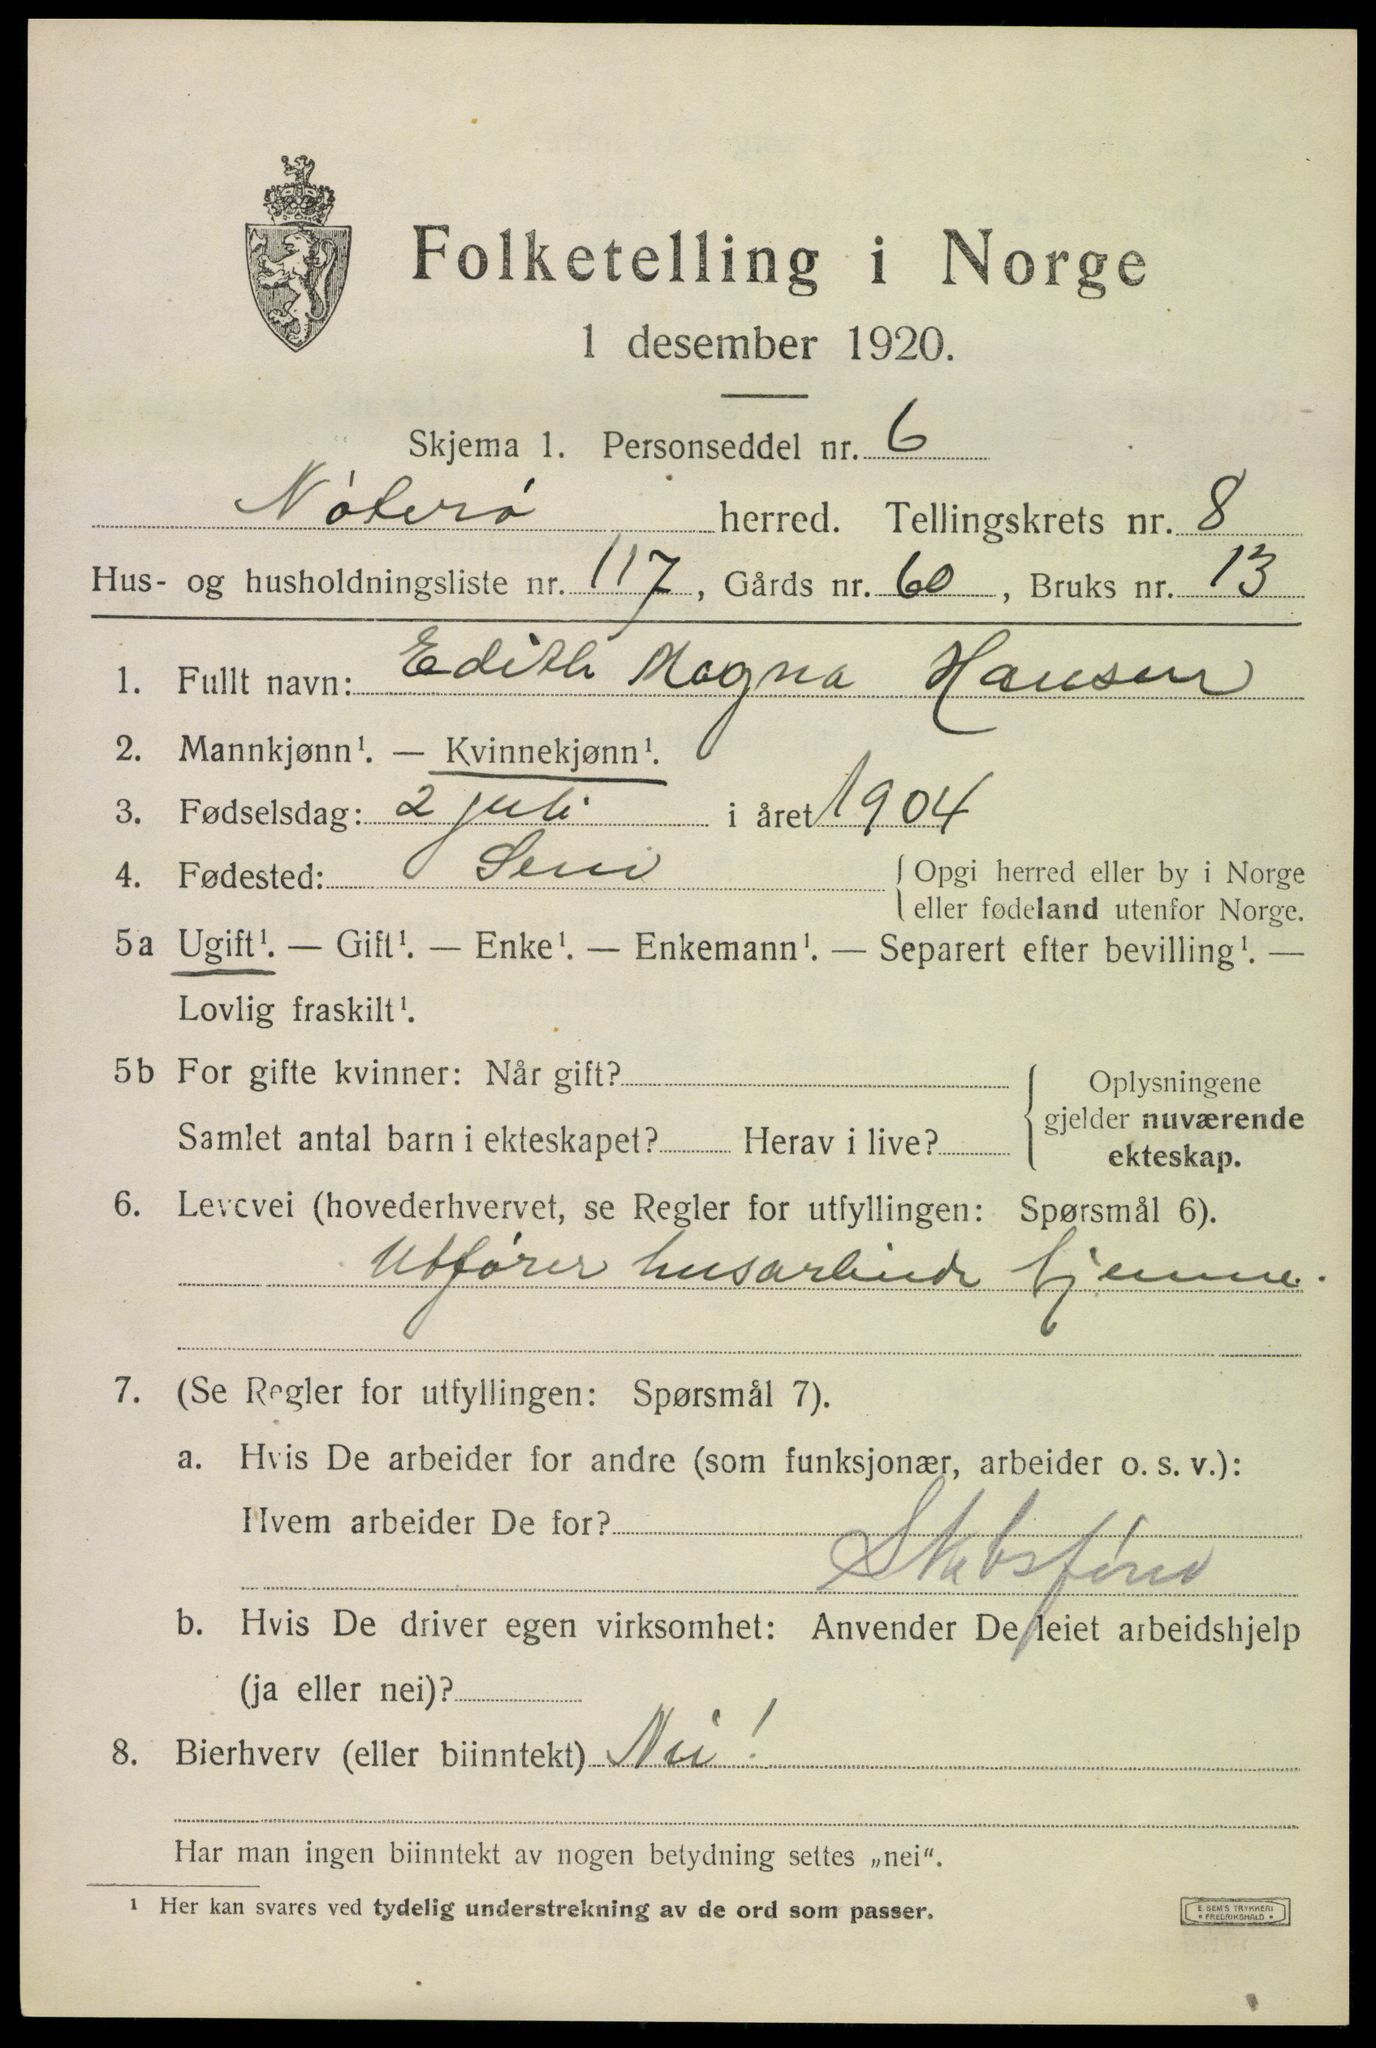 Folketelling i Norge
1 desember 1920.
Skjema 1. Personseddel nr. 6
Nöterö herred. Tellingskrets nr. 8
Hus- og husholdningsliste nr. 117, Gårds nr. 60, Bruks nr. 13
1. Fullt navn: Edith Magna Hansen
2. Mannkjønn¹. — Kvinnekjønn¹.
3. Fødselsdag: 2 juli i året 1904
4. Fødested: Sem { Opgi herred eller by i Norge
eller fødeland utenfor Norge.
5a Ugift¹. — Gift¹. — Enke¹. — Enkemann¹. — Separert efter bevilling¹. —
Lovlig fraskilt¹.
5b For gifte kvinner: Når gift? { Oplysningene
gjelder nuværende
Samlet antal barn i ekteskapet? Herav i live?
ekteskap.
6. Levevei (hovederhvervet, se Regler for utfyllingen: Spørsmål 6).
Utfører husarbeide hjemme.
7. (Se Regler for utfyllingen: Spørsmål 7).
a. Hvis De arbeider for andre (som funksjonær, arbeider o. s. v.):
Hvem arbeider De for?
b. Hvis De driver egen virksomhet: Anvender De leiet arbeidshjelp
(ja eller nei)?
8. Bierhverv (eller biinntekt) Nei!
Har man ingen biinntekt av nogen betydning settes „nei“.
¹ Her kan svares ved tydelig understrekning av de ord som passer.
E. SEM'S TRYKKERI
• FREDRIKSHALD •